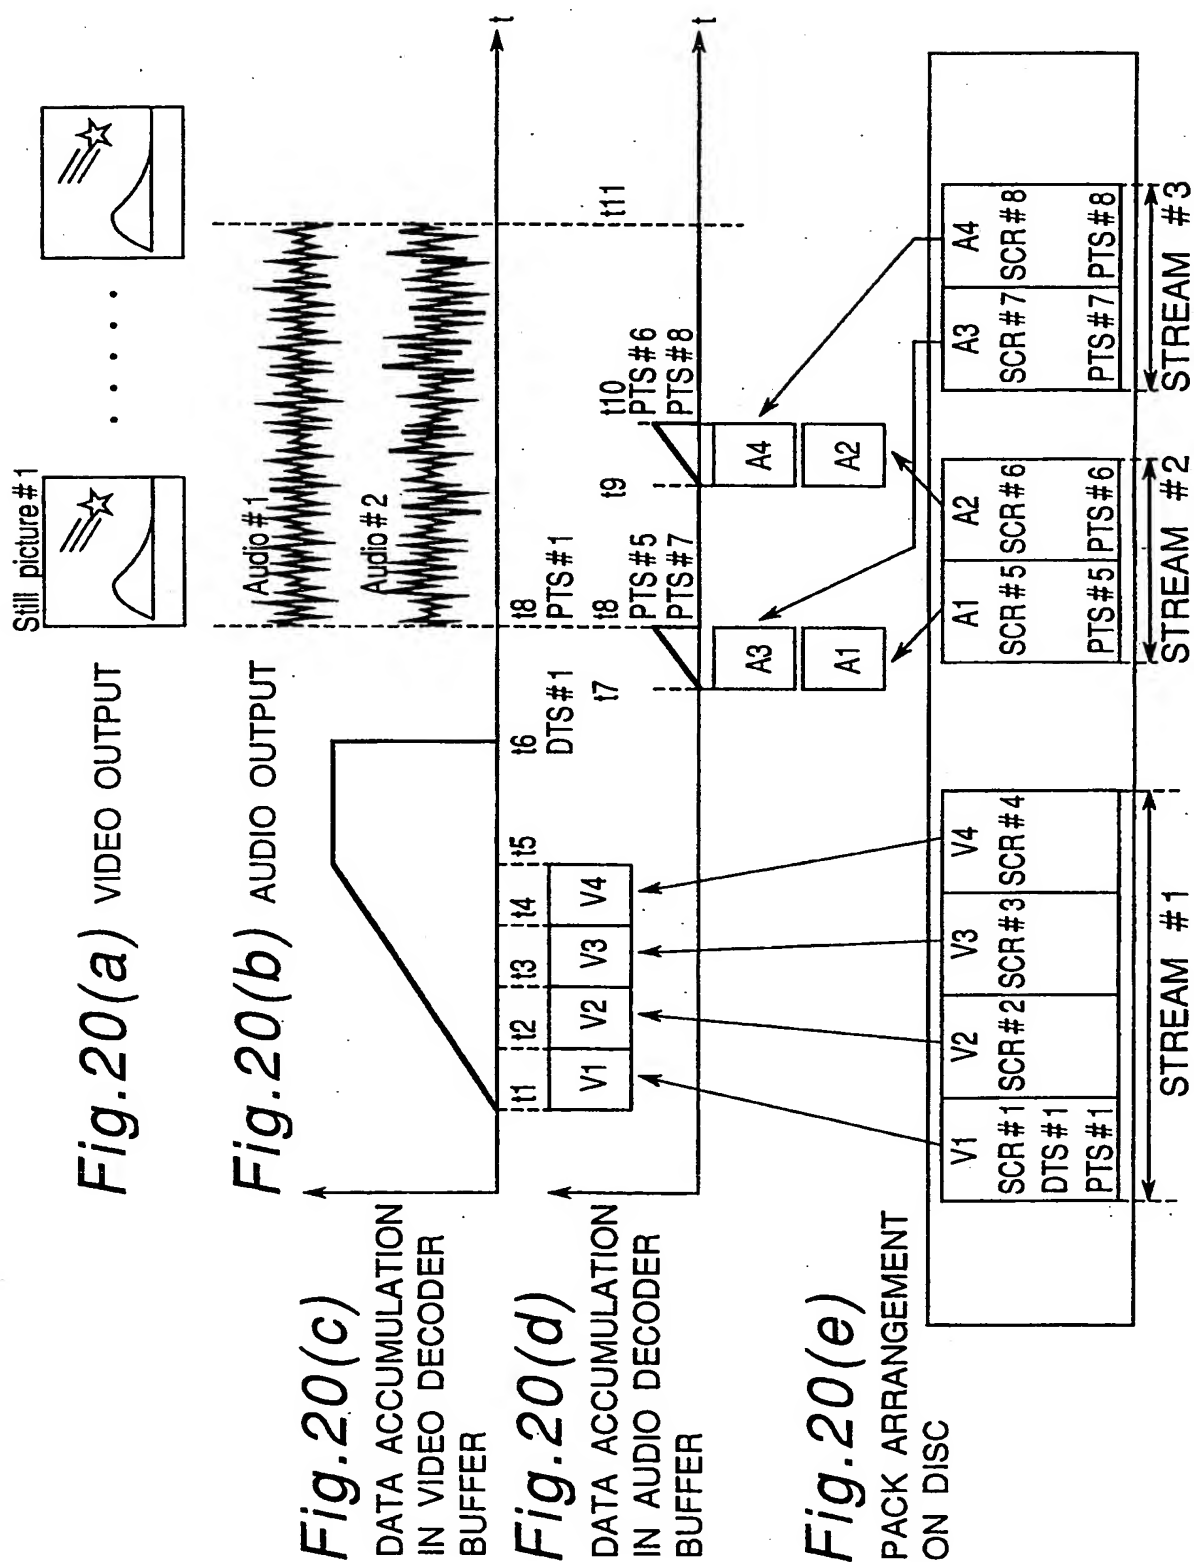 Fig.20(a) VIDEO OUTPUT
Still picture#1
Fig.20(b) AUDIO OUTPUT
Audio#1
Audio#2
t11
Fig.20(c)
DATA ACCUMULATION
IN VIDEO DECODER
BUFFER
t
t1 t2 t3 t4 t5 t6 t8
DTS#1 PTS#1
V1 V2 V3 V4
Fig.20(d)
DATA ACCUMULATION
IN AUDIO DECODER
BUFFER
t
t7 t8 t9 t10
PTS#5 PTS#6
PTS#7 PTS#8
A3 A4
A1 A2
Fig.20(e)
PACK ARRANGEMENT
ON DISC
V1 V2 V3 V4 A1 A2 A3 A4
SCR#1 SCR#2 SCR#3 SCR#4 SCR#5 SCR#6 SCR#7 SCR#8
DTS#1
PTS#1 PTS#5 PTS#6 PTS#7 PTS#8
STREAM #1 STREAM #2 STREAM #3